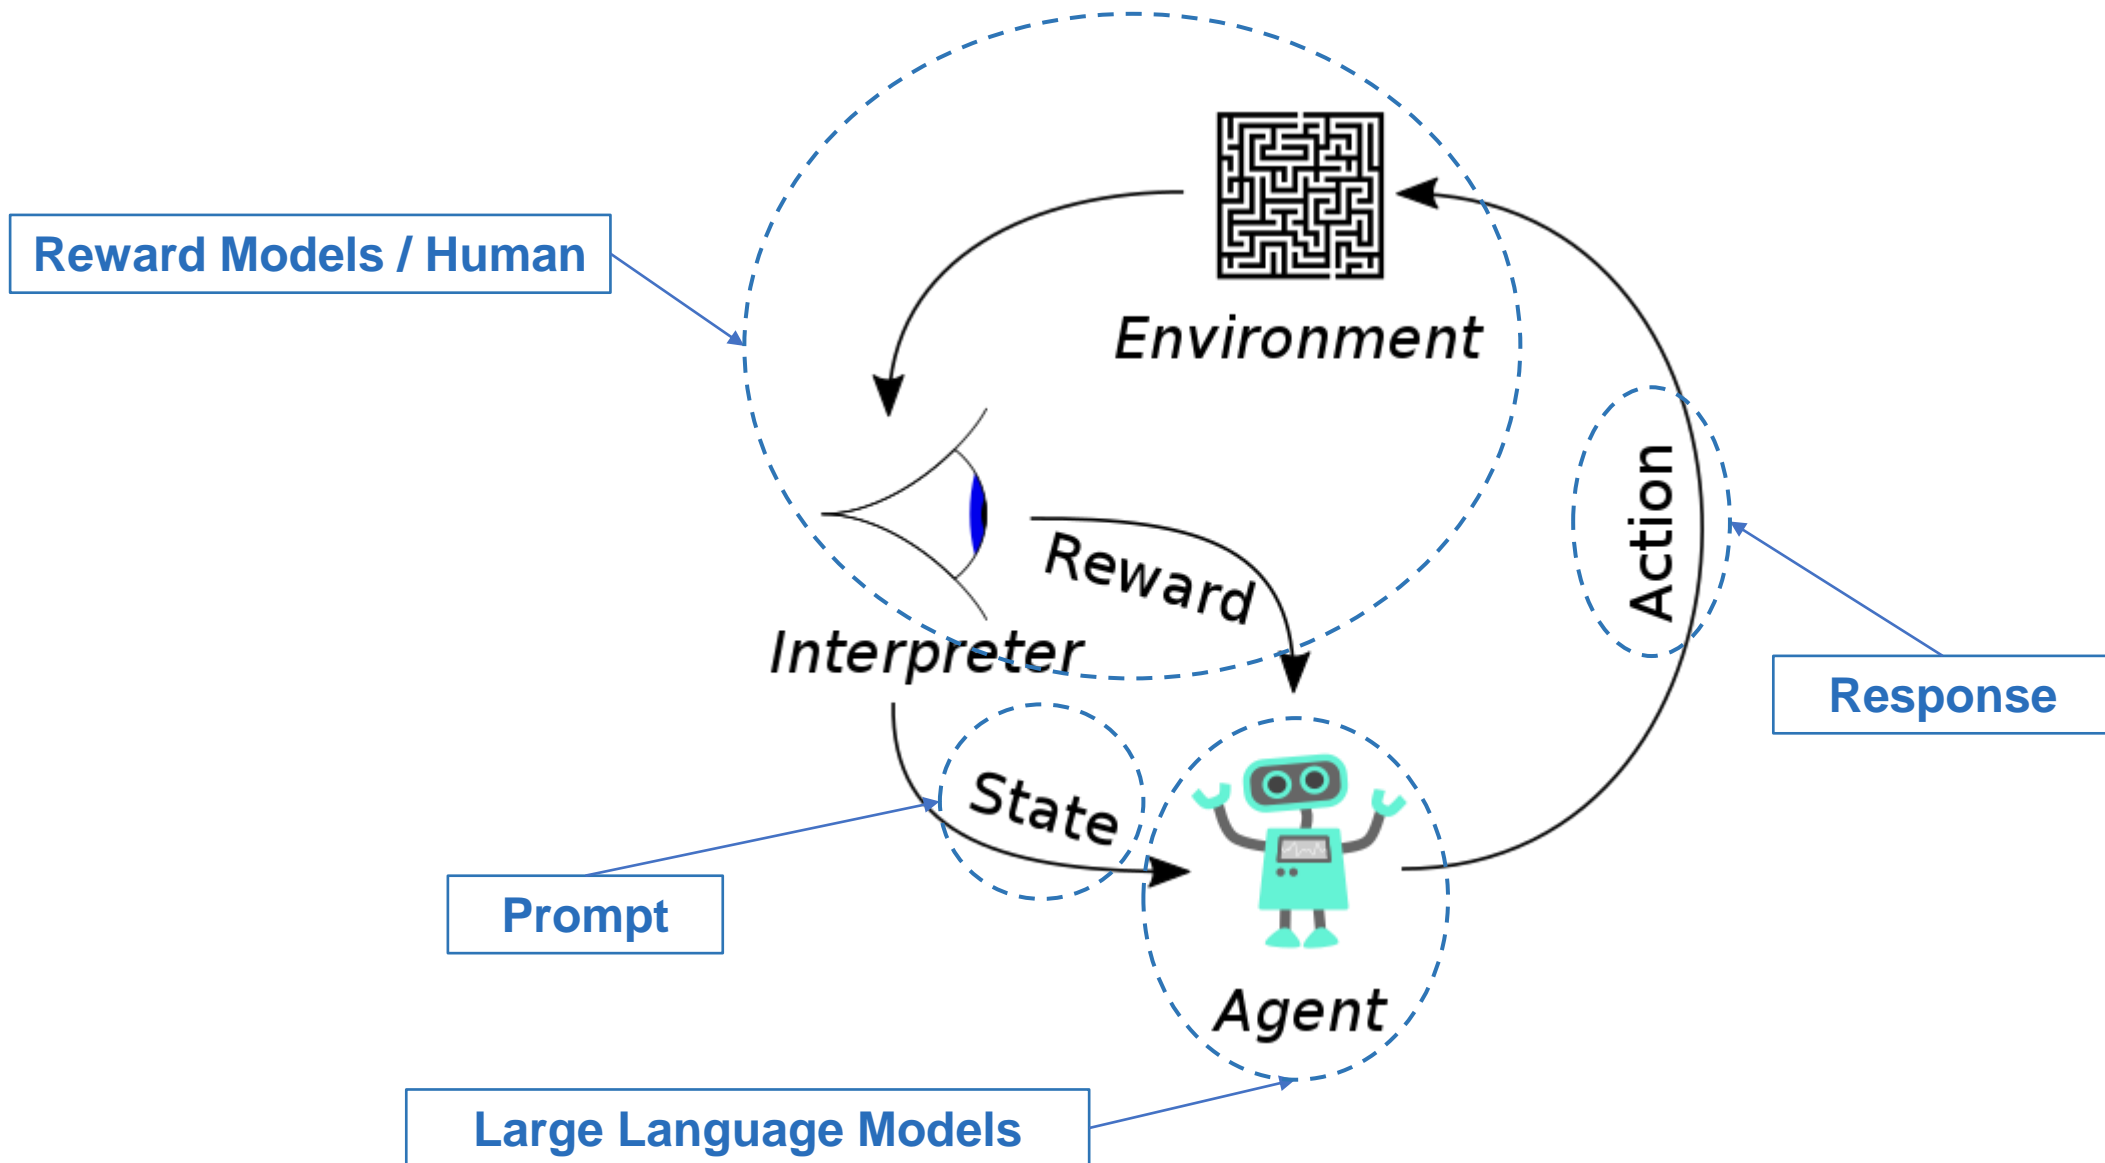 Reward Models / Human
Environment
Reward
Action
Interpreter
Response
State
Prompt
Agent
Large Language Models